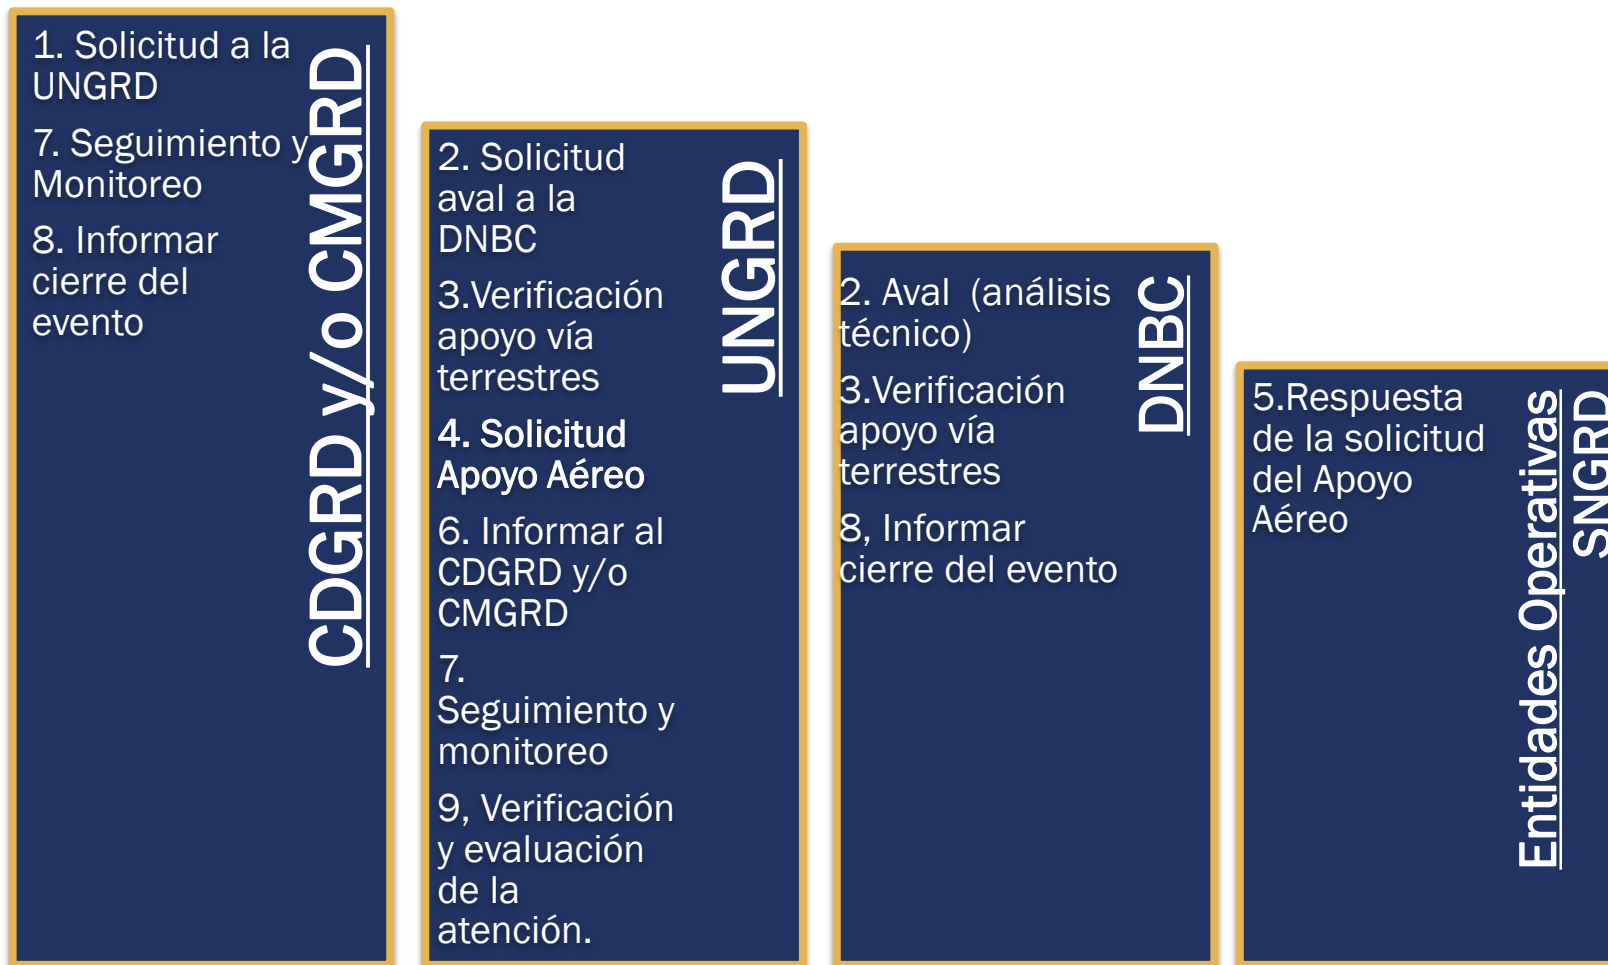 1. Solicitud a la
UNGRD
7. Seguimiento y
Monitoreo
8. Informar
cierre del
evento
CDGRD y/o CMGRD
2. Solicitud
aval a la
DNBC
3.Verificación
apoyo vía
terrestres
4. Solicitud
Apoyo Aéreo
6. Informar al
CDGRD y/o
CMGRD
7.
Seguimiento y
monitoreo
9, Verificación
y evaluación
de la
atención.
UNGRD
2. Aval  (análisis
técnico)
3.Verificación
apoyo vía
terrestres
8, Informar
cierre del evento
DNBC
5.Respuesta
de la solicitud
del Apoyo
Aéreo
Entidades Operativas
SNGRD